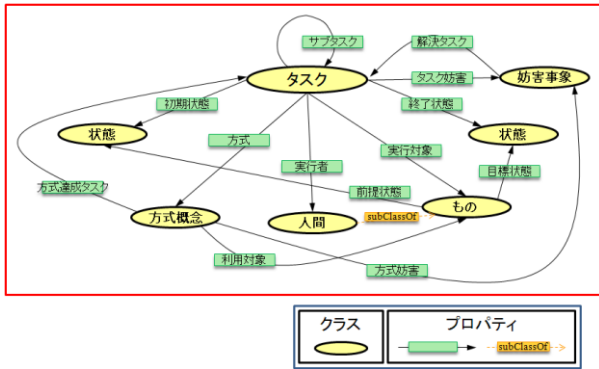 サブタスク
解決タスク
タスク
タスク妨害
妨害事象
初期状態
終了状態
状態
方式
実行対象
状態
実行者
目標状態
方式達成タスク
前提状態
方式概念
人間
subClassOf
もの
利用対象
方式妨害
クラス
プロパティ
subClassOf